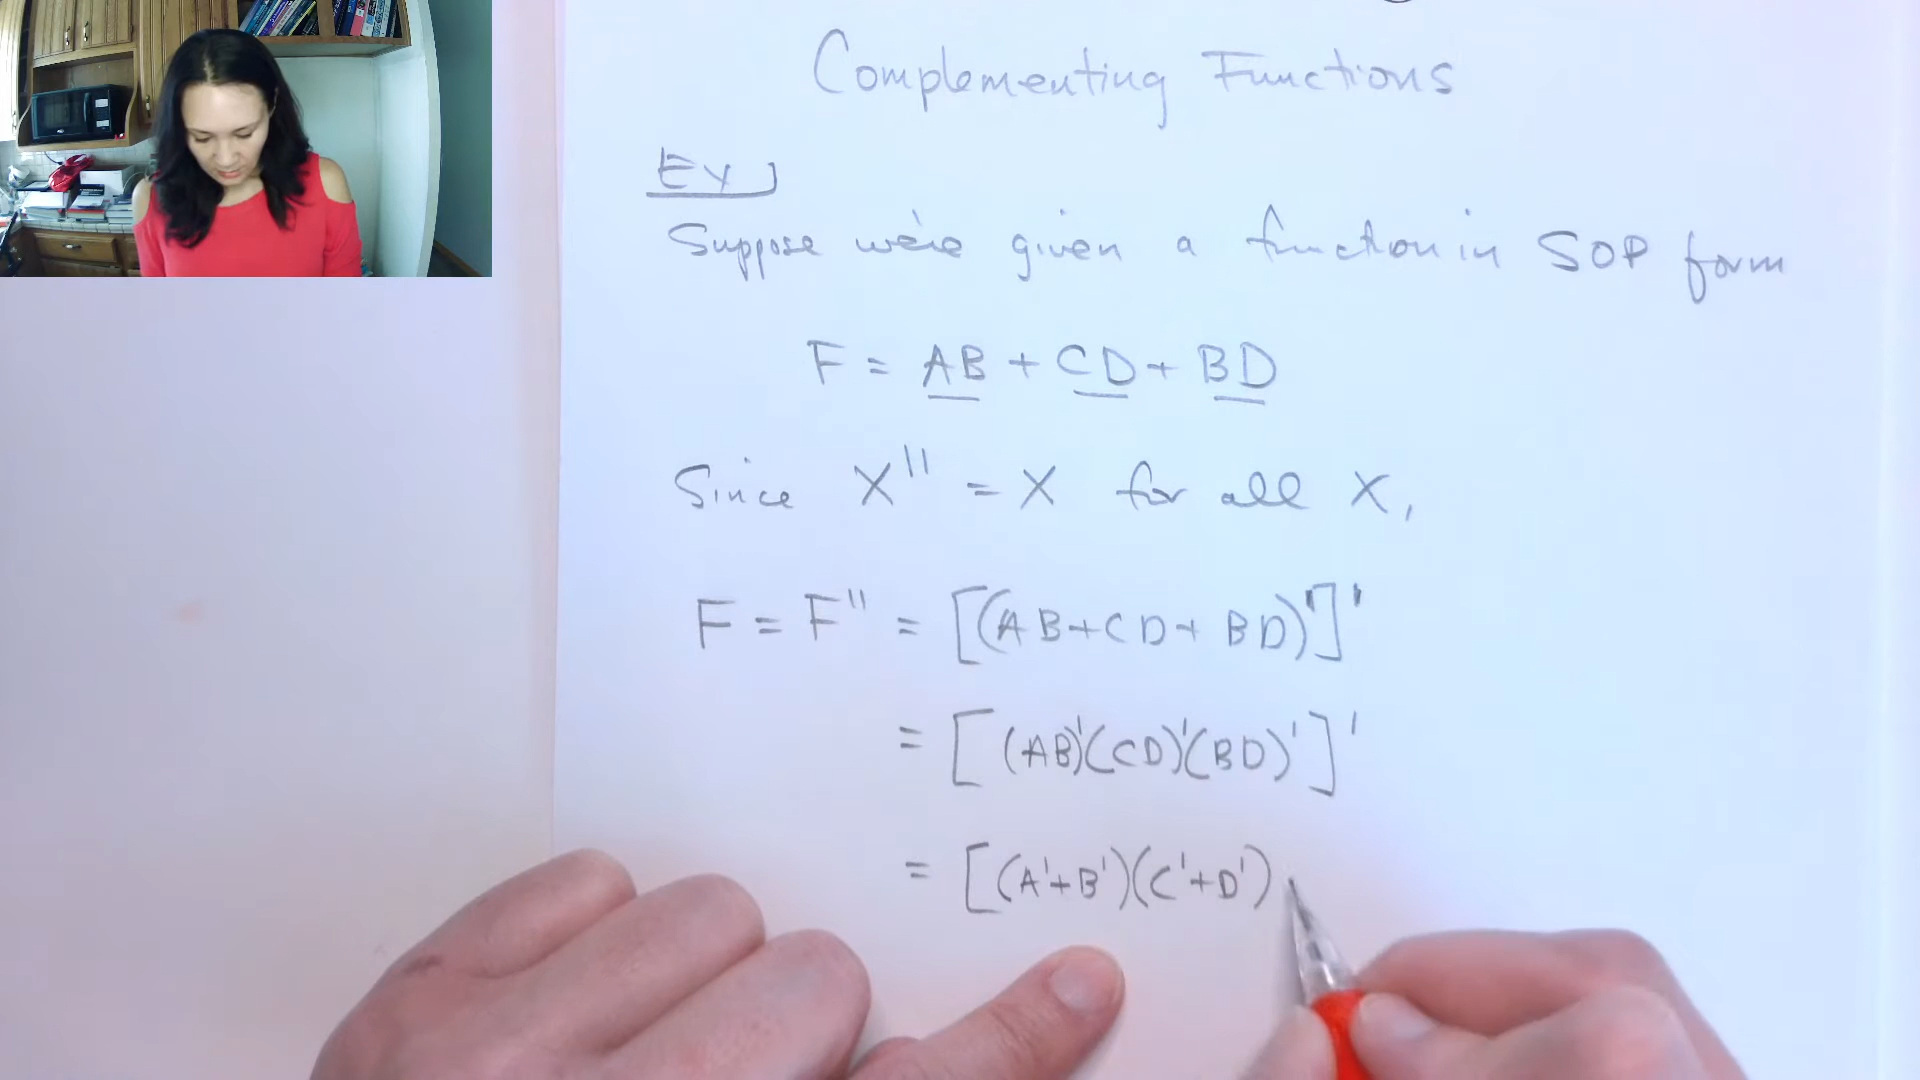 Complementing Functions
Ex
Suppose we're given a function in SOP form
F = AB + CD + BD
Since X'' = X for all X,
F = F'' = [(AB+CD+ BD)']'
= [(AB)'(CD)'(BD)']'
= [(A'+B')(C'+D')